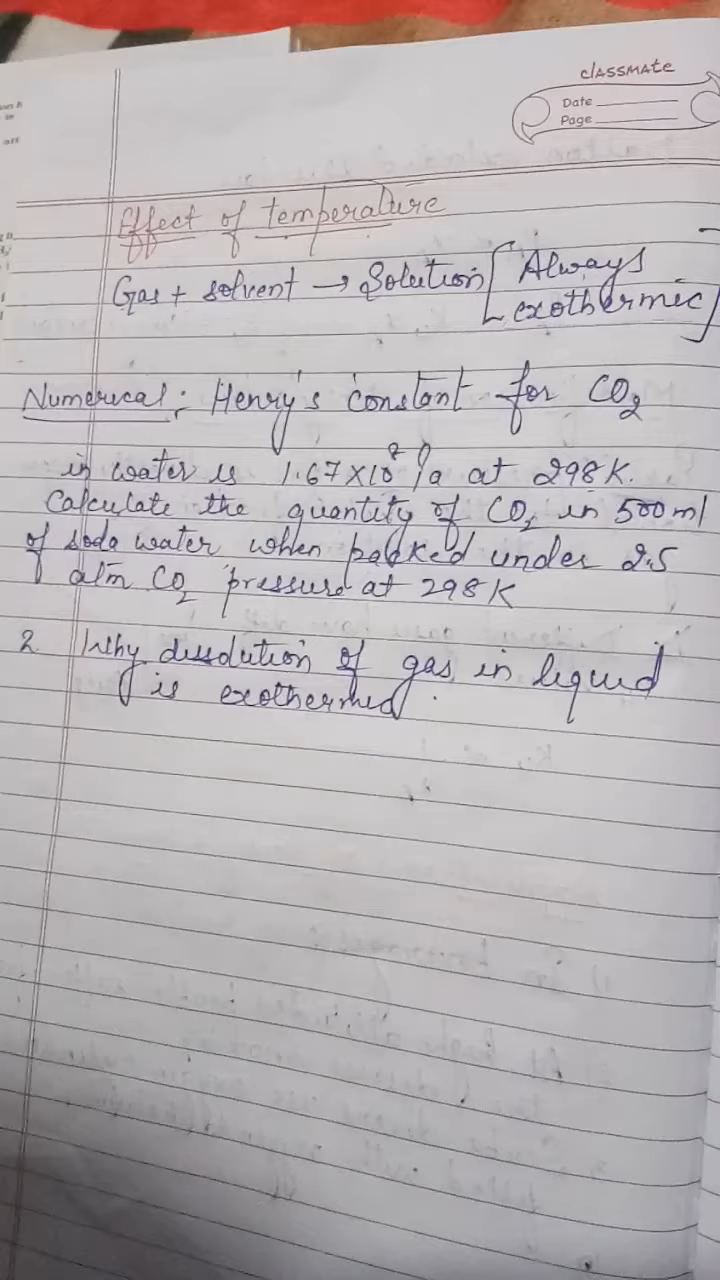 classmate
Date
Page
Effect of temperature
Gas + solvent → Solution [Always
exothermic]
Numerical: Henry's constant for CO₂
in water is 1.67×10⁸ Pa at 298 K.
Calculate the quantity of CO₂ in 500ml
of soda water when packed under 2.5
atm CO₂ pressure at 298K
2 Why dissolution of gas in liquid
is exothermic.